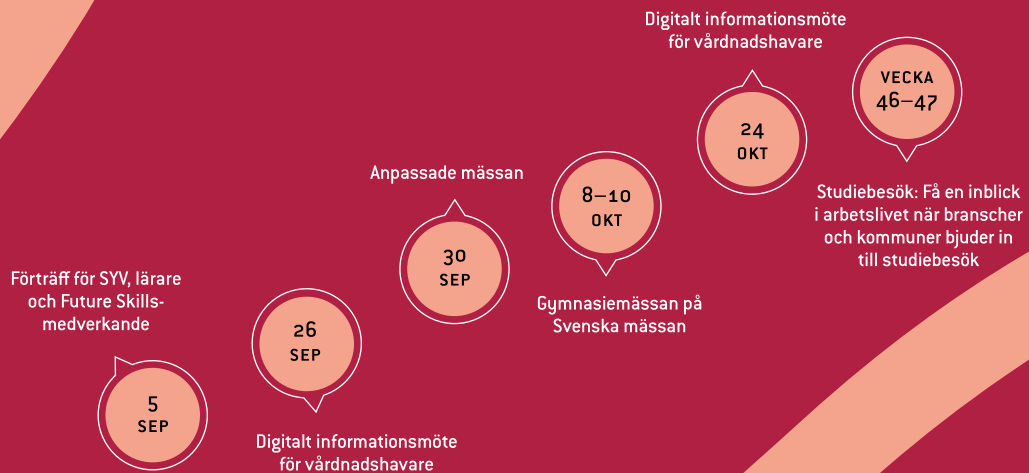 Förträff för SYV, lärare
och Future Skills-
medverkande
5
SEP
26
SEP
Digitalt informationsmöte
för vårdnadshavare
Anpassade mässan
30
SEP
8–10
OKT
Gymnasiemässan på
Svenska mässan
Digitalt informationsmöte
för vårdnadshavare
24
OKT
VECKA
46–47
Studiebesök: Få en inblick
i arbetslivet när branscher
och kommuner bjuder in
till studiebesök